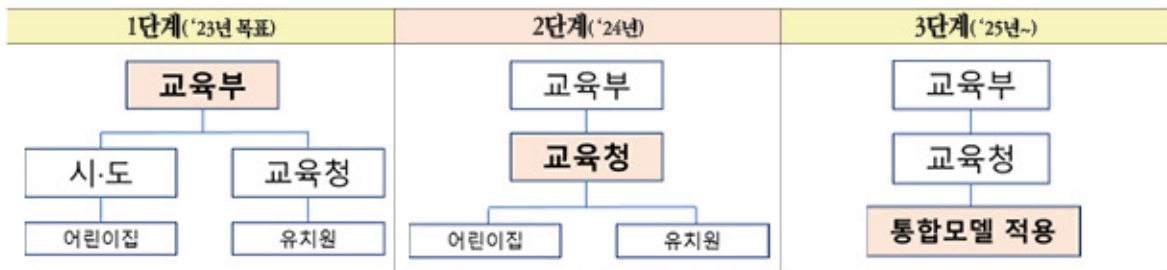 1단계(‘23년 목표)
2단계(‘24년)
3단계(‘25년~)
교육부
시·도
교육청
어린이집
유치원
교육부
교육청
어린이집
유치원
교육부
교육청
통합모델 적용